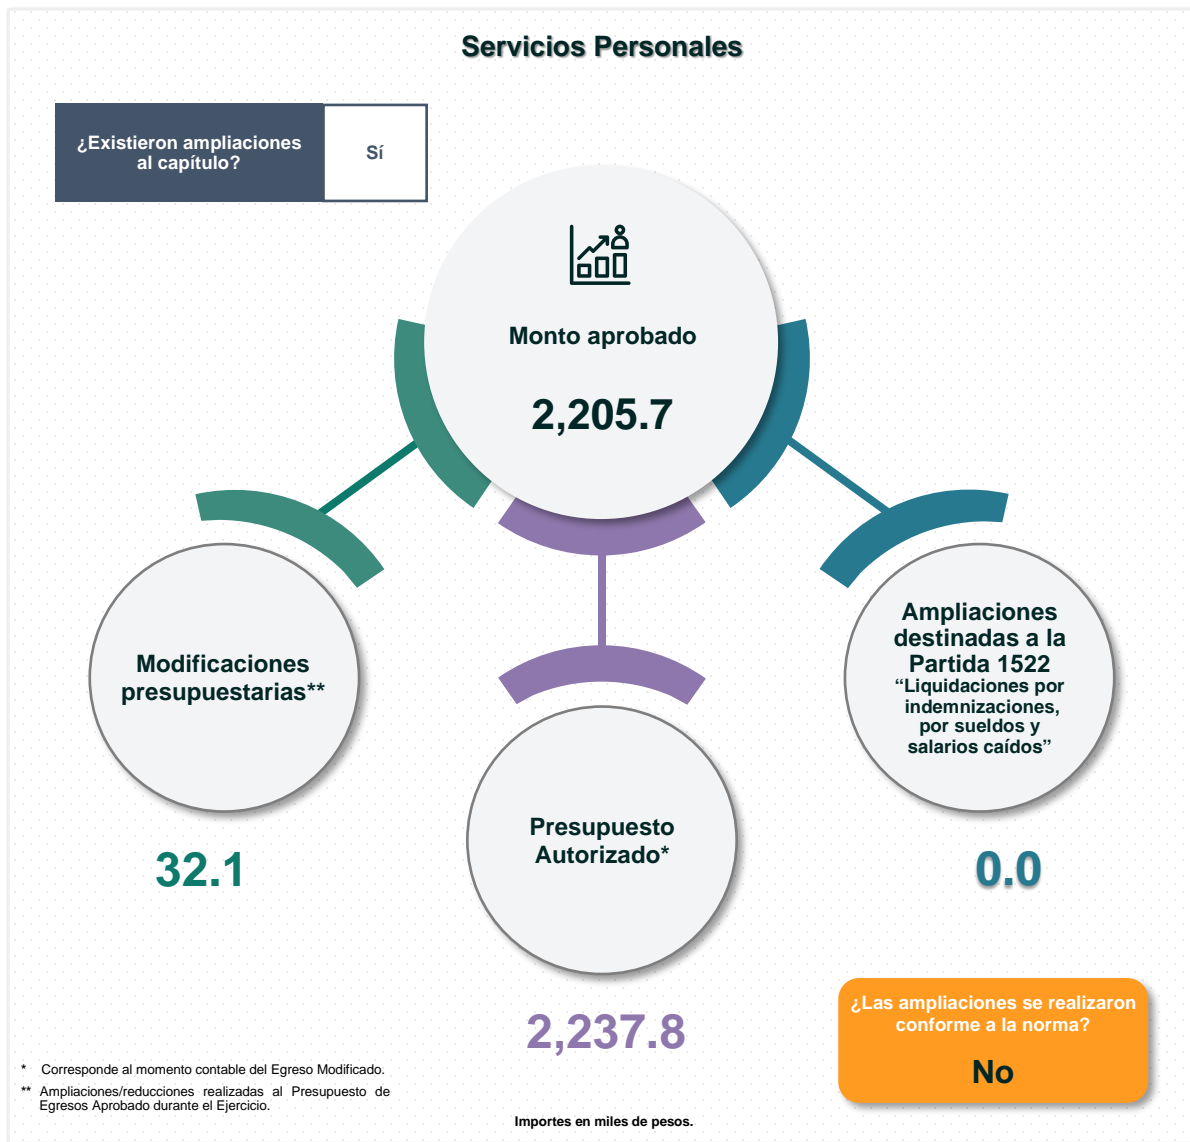 Servicios Personales
¿Existieron ampliaciones
al capítulo?
Sí
Monto aprobado
2,205.7
Modificaciones
presupuestarias**
32.1
Presupuesto
Autorizado*
2,237.8
Ampliaciones
destinadas a la
Partida 1522
“Liquidaciones por
indemnizaciones,
por sueldos y
salarios caídos”
0.0
¿Las ampliaciones se realizaron
conforme a la norma?
No
* Corresponde al momento contable del Egreso Modificado.
** Ampliaciones/reducciones realizadas al Presupuesto de
Egresos Aprobado durante el Ejercicio.
Importes en miles de pesos.